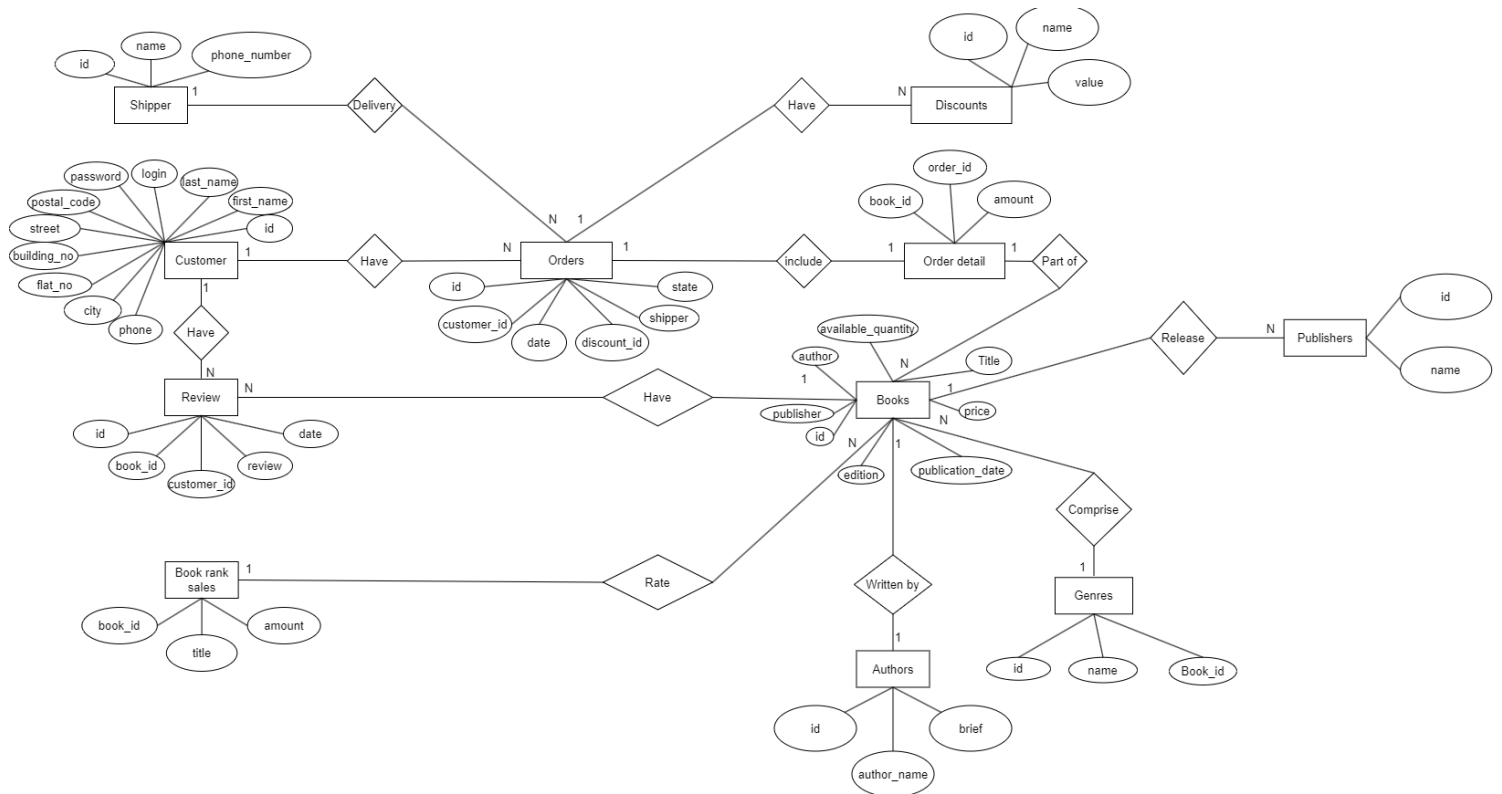 name
id
phone_number
Shipper
1
Delivery
id
name
value
Have
N
Discounts
password
login
last_name
postal_code
first_name
street
id
building_no
flat_no
city
phone
Customer
1
Have
N
N
1
Orders
1
id
state
customer_id
shipper
date
discount_id
include
order_id
book_id
amount
1
Order detail
1
Part of
1
Have
N
Review
N
id
date
book_id
review
customer_id
Have
available_quantity
author
N
Title
1
1
Books
publisher
price
id
N
N
1
edition
publication_date
Release
N
Publishers
id
name
Book rank
sales
1
book_id
amount
title
Rate
Written by
1
Authors
id
brief
author_name
Comprise
1
Genres
id
name
Book_id